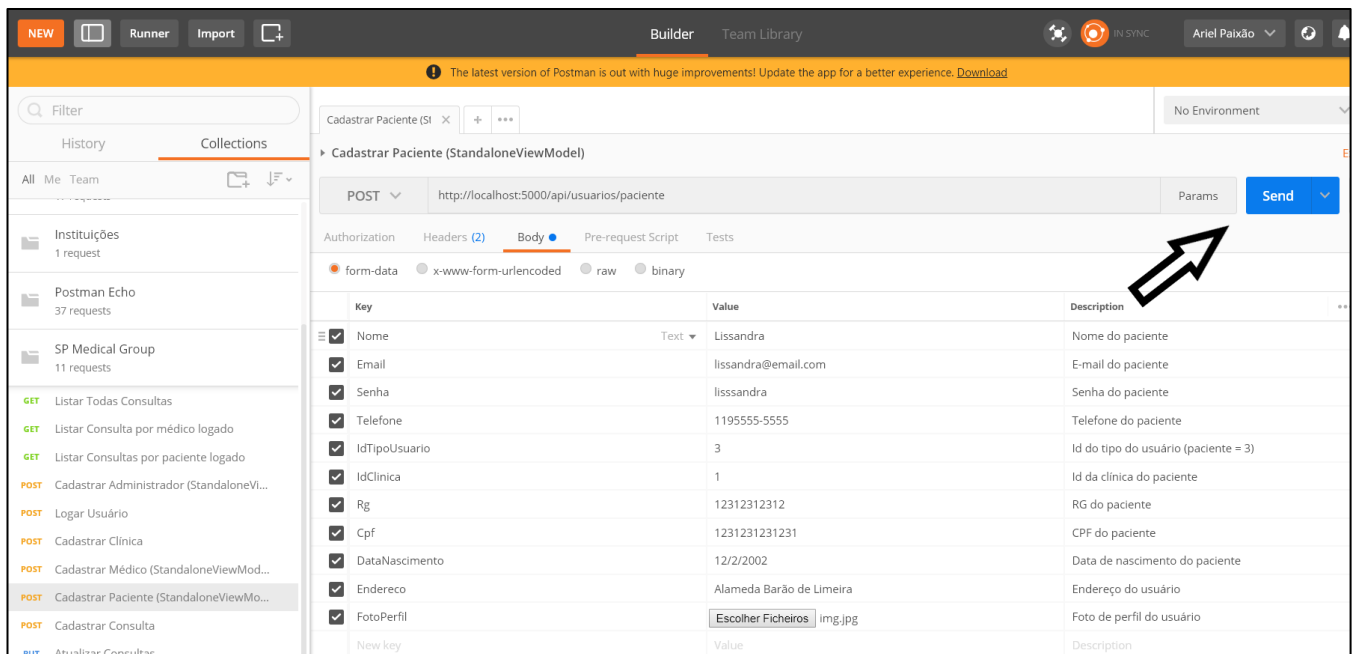 NEW Runner Import Builder Team Library IN SYNC Ariel Paixão
The latest version of Postman is out with huge improvements! Update the app for a better experience. Download
Filter
History Collections
All Me Team
Instituições
1 request
Postman Echo
37 requests
SP Medical Group
11 requests
GET Listar Todas Consultas
GET Listar Consulta por médico logado
GET Listar Consultas por paciente logado
POST Cadastrar Administrador (StandaloneVi...
POST Logar Usuário
POST Cadastrar Clínica
POST Cadastrar Médico (StandaloneViewMod...
POST Cadastrar Paciente (StandaloneViewMo...
POST Cadastrar Consulta
PUT Atualizar Consultas
Cadastrar Paciente (St
No Environment
Cadastrar Paciente (StandaloneViewModel)
POST http://localhost:5000/api/usuarios/paciente Params Send
Authorization Headers (2) Body Pre-request Script Tests
form-data x-www-form-urlencoded raw binary
Key Value Description
Nome Text Lissandra Nome do paciente
Email lissandra@email.com E-mail do paciente
Senha lisssandra Senha do paciente
Telefone 1195555-5555 Telefone do paciente
IdTipoUsuario 3 Id do tipo do usuário (paciente = 3)
IdClinica 1 Id da clínica do paciente
Rg 12312312312 RG do paciente
Cpf 1231231231231 CPF do paciente
DataNascimento 12/2/2002 Data de nascimento do paciente
Endereco Alameda Barão de Limeira Endereço do usuário
FotoPerfil Escolher Ficheiros img.jpg Foto de perfil do usuário
New key Value Description